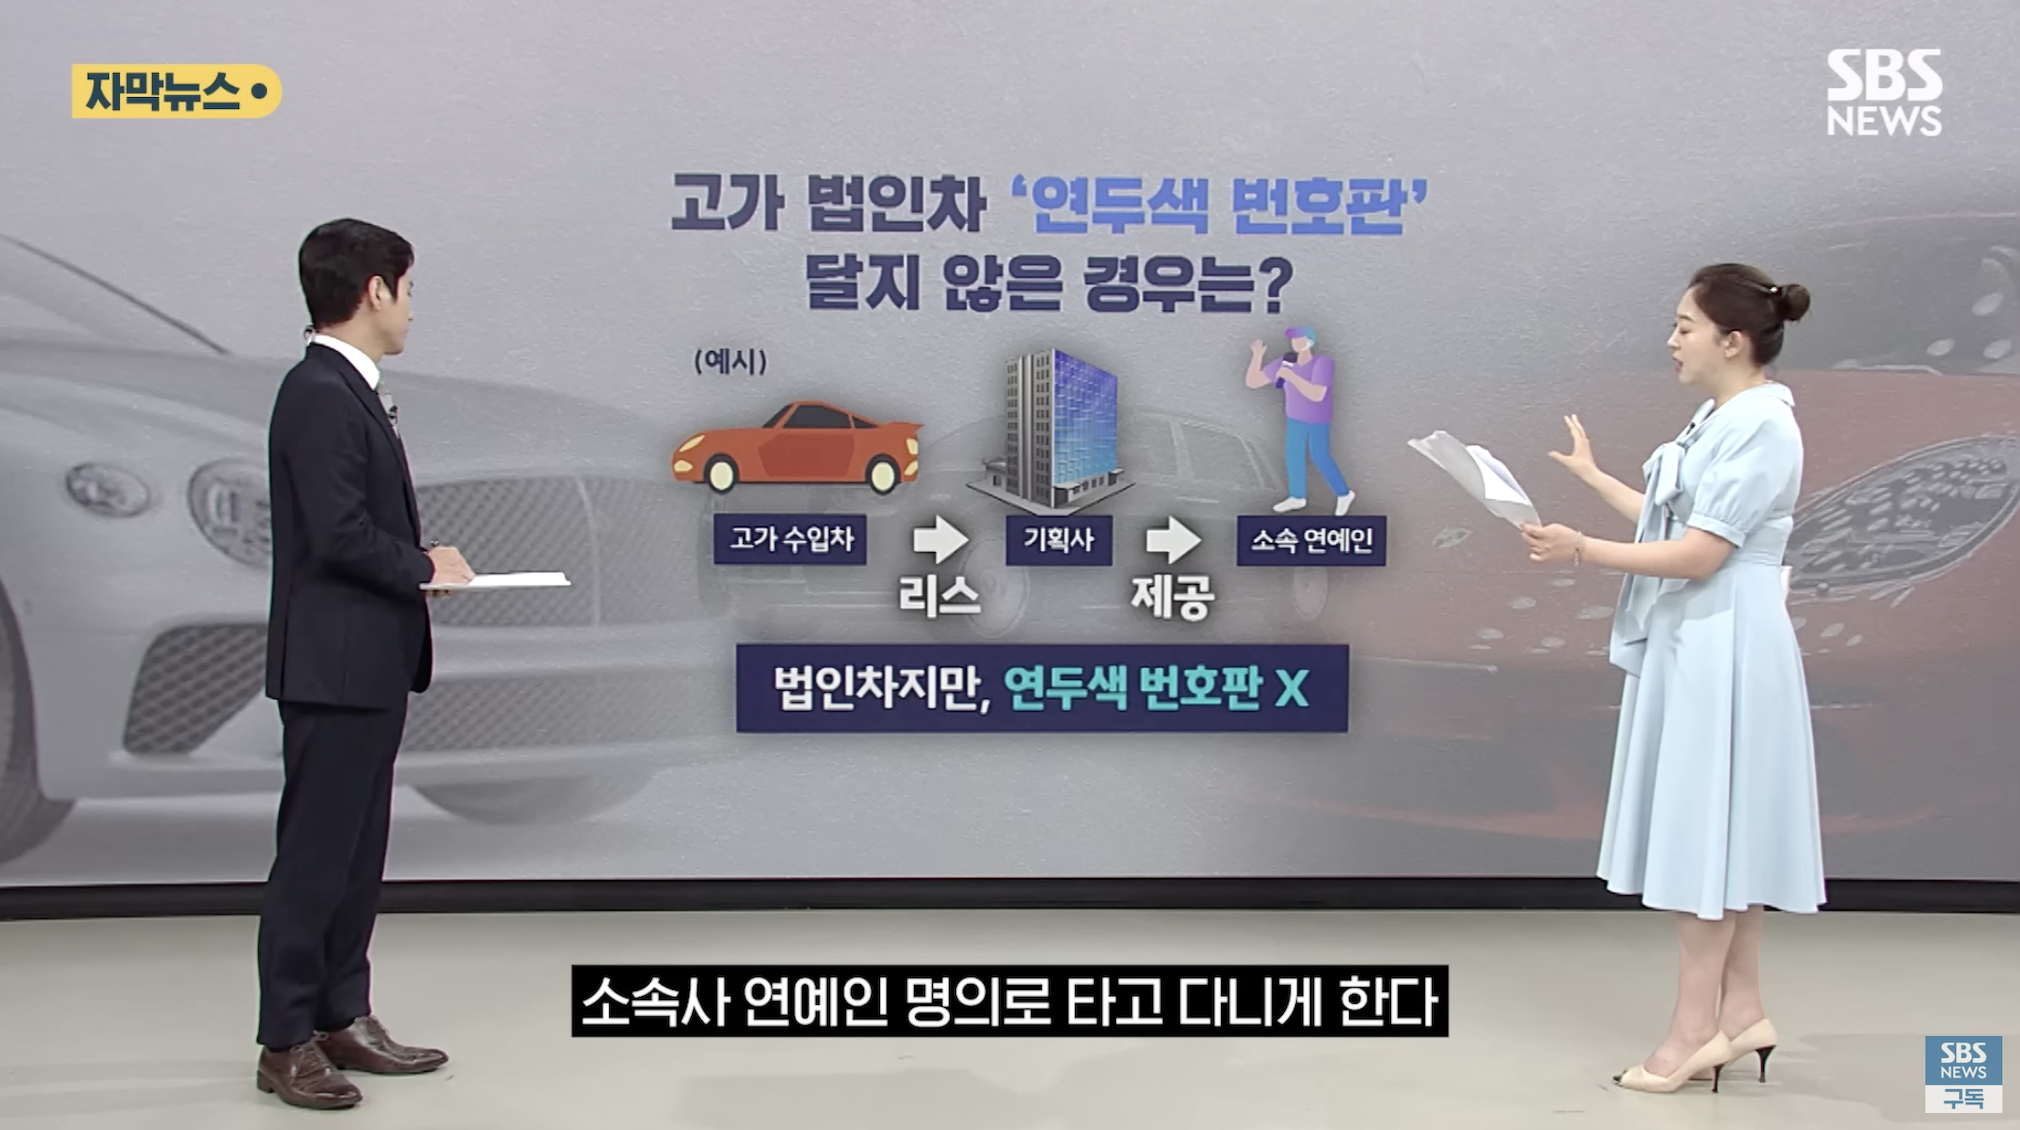 자막뉴스
SBS
NEWS
고가 법인차 ‘연두색 번호판’
달지 않은 경우는?
(예시)
고가 수입차
리스
기획사
제공
소속 연예인
법인차지만, 연두색 번호판 X
소속사 연예인 명의로 타고 다니게 한다
SBS
NEWS
구독